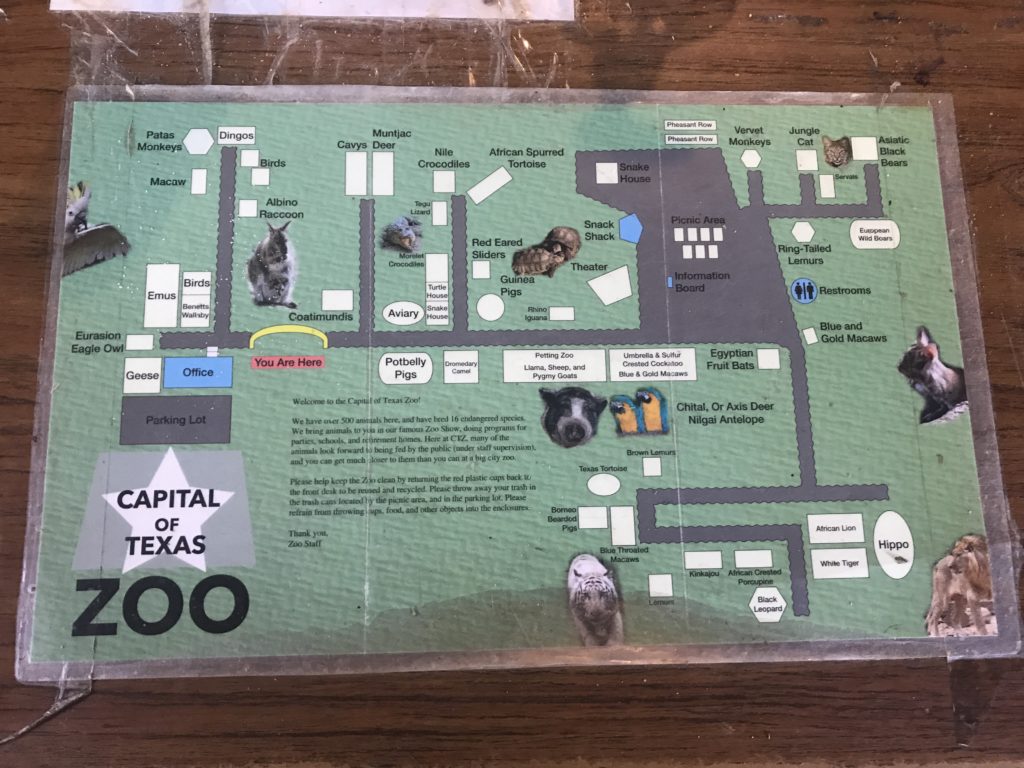 Patas
Monkeys
Dingos
Birds
Macaw
Albino
Raccoon
Cavys
Muntjac
Deer
Nile
Crocodiles
African Spurred
Tortoise
Tegu
Lizard
Morelet
Crocodiles
Red Eared
Sliders
Guinea
Pigs
Turtle
House
Snake
House
Aviary
Rhino
Iguana
Theater
Snack
Shack
Snake
House
Pheasant Row
Pheasant Row
Picnic Area
Information
Board
Vervet
Monkeys
Jungle
Cat
Servals
Asiatic
Black
Bears
European
Wild Boars
Ring-Tailed
Lemurs
Restrooms
Blue and
Gold Macaws
Emus
Birds
Benetts
Wallsby
Coatimundis
Eurasion
Eagle Owl
Geese
Office
You Are Here
Parking Lot
Potbelly
Pigs
Dromedary
Camel
Petting Zoo
Llama, Sheep, and
Pygmy Goats
Umbrella & Sulfur
Crested Cockatoo
Blue & Gold Macaws
Egyptian
Fruit Bats
Chital, Or Axis Deer
Nilgai Antelope
Welcome to the Capital of Texas Zoo!
We have over 500 animals here, and have bred 16 endangered species.
We bring animals to you in our famous Zoo Show, doing programs for
parties, schools, and retirement homes. Here at CTZ, many of the
animals look forward to being fed by the public (under staff supervision),
and you can get much closer to them than you can at a big city zoo.
Please help keep the Zoo clean by returning the red plastic cups back to
the front desk to be reused and recycled. Please throw away your trash in
the trash cans located by the picnic area, and in the parking lot. Please
refrain from throwing cups, food, and other objects into the enclosures.
Thank you,
Zoo Staff
Brown Lemurs
Texas Tortoise
Borneo
Bearded
Pigs
Blue Throated
Macaws
Lemurs
Kinkajou
African Crested
Porcupine
Black
Leopard
African Lion
White Tiger
Hippo
CAPITAL
OF
TEXAS
ZOO